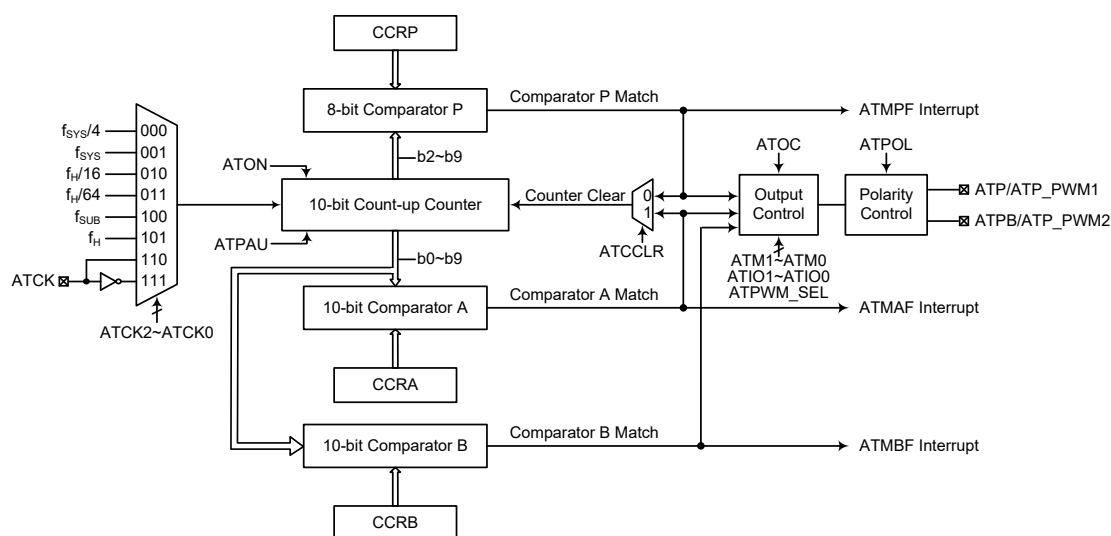 CCRP
8-bit Comparator P
Comparator P Match
ATMPF Interrupt
b2~b9
fSYS/4
000
fSYS
001
fH/16
010
fH/64
011
fSUB
100
fH
101
110
111
ATCK
ATCK2~ATCK0
ATON
10-bit Count-up Counter
ATPAU
Counter Clear
0
1
ATCCLR
ATOC
Output
Control
ATM1~ATM0
ATIO1~ATIO0
ATPWM_SEL
ATPOL
Polarity
Control
ATP/ATP_PWM1
ATPB/ATP_PWM2
b0~b9
10-bit Comparator A
Comparator A Match
ATMAF Interrupt
CCRA
10-bit Comparator B
Comparator B Match
ATMBF Interrupt
CCRB